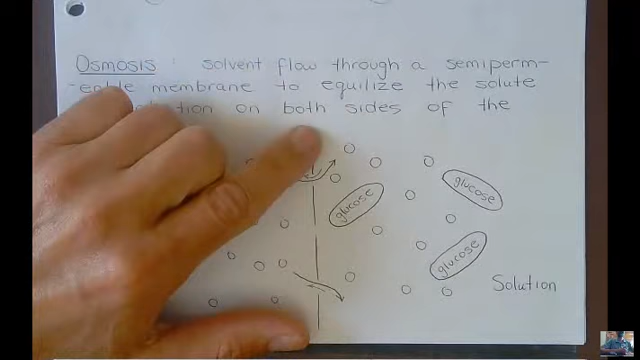 Osmosis : solvent flow through a semiperm-
-eable membrane to equilize the solute
on both sides of the
glucose
glucose
glucose
Solution